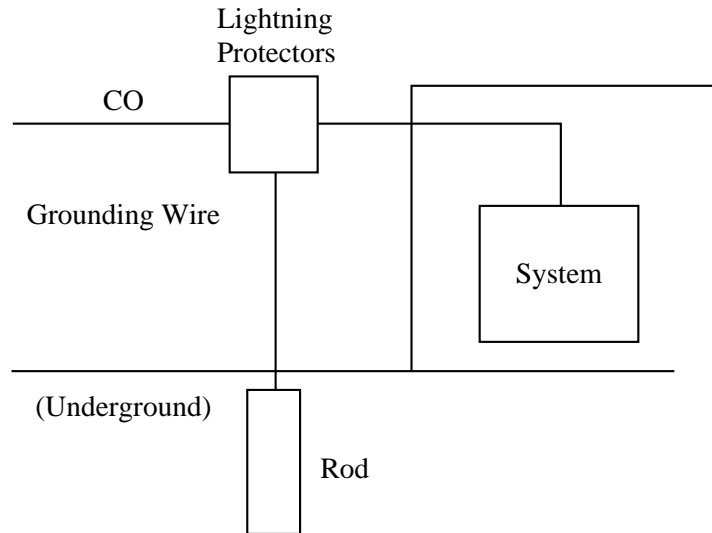 Lightning
Protectors
CO
Grounding Wire
System
(Underground)
Rod